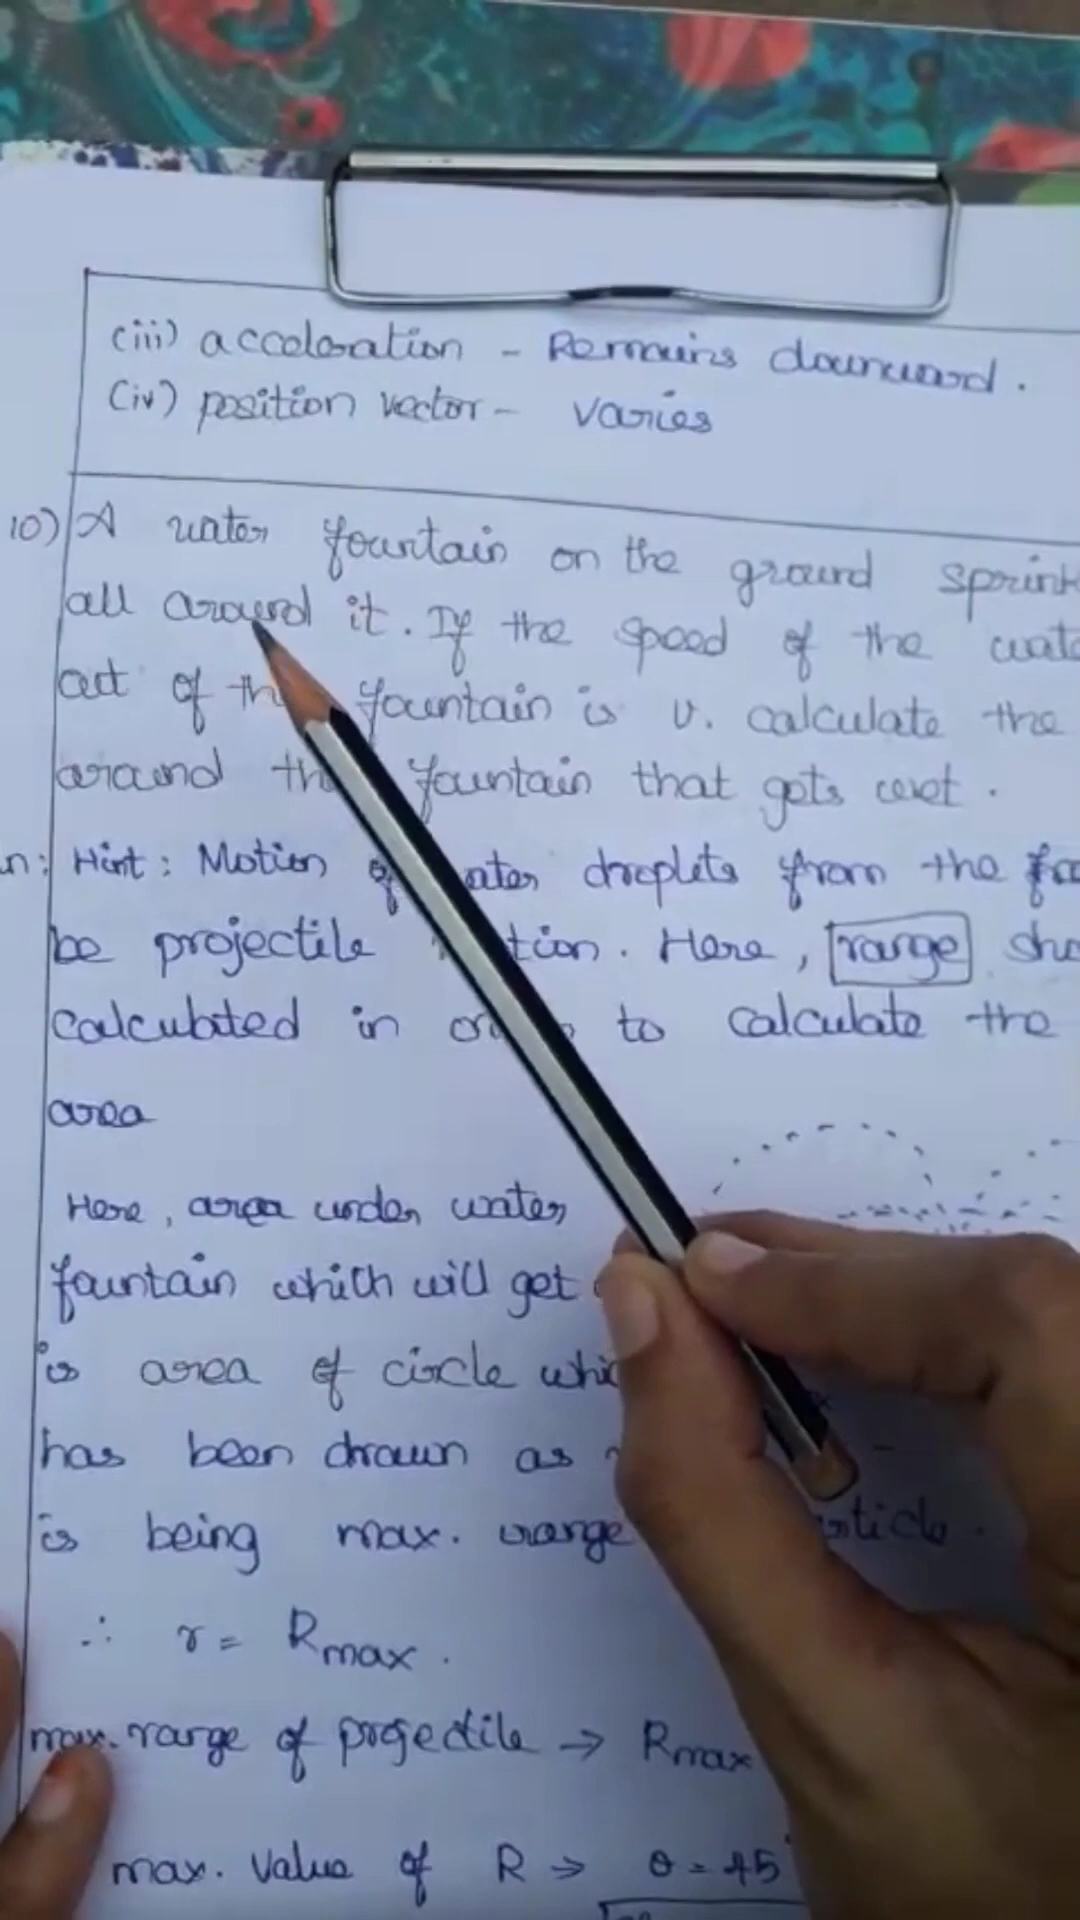 (iii) acceleration - Remains downward.
(iv) position vector - varies
10) A water fountain on the ground
all around it. If the speed of the
out of the fountain is v. calculate the
around the fountain that gets wet.
Hint: Motion of water droplets from the
be projectile motion. Here, range
calculated in order to calculate the
area
Here, area under water
fountain which will get
is area of circle
has been drawn as
is being max. range
∴ r = Rmax.
max. range of projectile → Rmax
max. value of R → θ = 45°